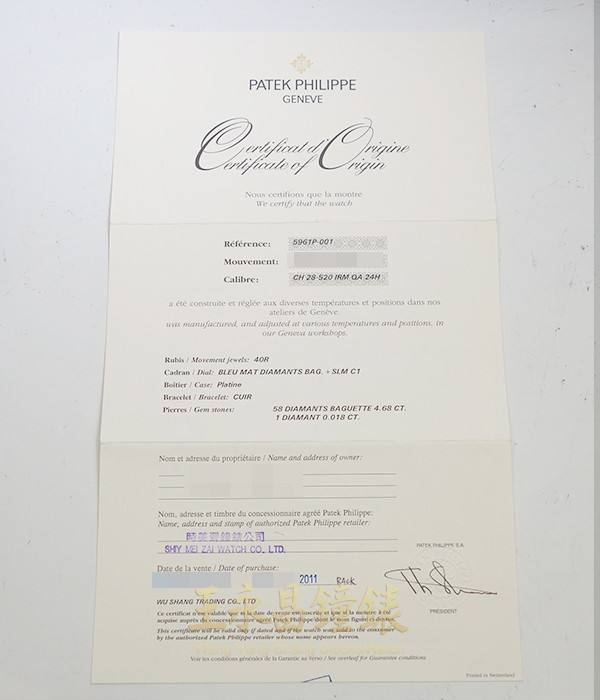 PATEK PHILIPPE
GENEVE
Certificat d'Origine
Certificate of Origin
Nous certifions que la montre
We certify that the watch
Référence: 5961P-001
Mouvement:
Calibre: CH 28-520 IRM QA 24H
a été construite et réglée aux diverses températures et positions dans nos
ateliers de Genève.
was manufactured, and adjusted at various temperatures and positions, in
our Geneva workshops.
Rubis / Movement jewels: 40R
Cadran / Dial: BLEU MAT DIAMANTS BAG. + SLM C1
Boîtier / Case: Platine
Bracelet / Bracelet: CUIR
Pierres / Gem stones: 58 DIAMANTS BAGUETTE 4.68 CT.
1 DIAMANT 0.018 CT.
Nom et adresse du propriétaire / Name and address of owner:
Nom, adresse et timbre du concessionnaire agréé Patek Philippe:
Name, address and stamp of authorized Patek Philippe retailer:
時美齋鐘錶公司
SHIY MEI ZAI WATCH CO., LTD.
PATEK PHILIPPE S.A.
Date de la vente / Date of purchase: 2011 RACK
WU SHANG TRADING CO., LTD
PRÉSIDENT
Ce certificat n'est valable que si la date de vente est inscrite et que si la montre a été
acquise auprès du concessionnaire agréé Patek Philippe dont le nom figure ci-dessus.
This certificate will be valid only if dated and if the watch was sold to the consumer
by the authorized Patek Philippe retailer whose name appears hereon.
Voir les conditions générales de la Garantie au verso / See overleaf for Guarantee conditions
Printed in Switzerland